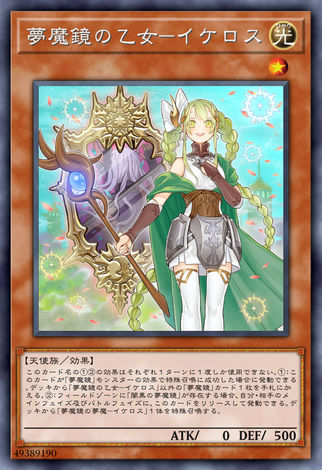 夢魔鏡の乙女－イケロス
光
【天使族／効果】
このカード名の①②の効果はそれぞれ１ターンに１度しか使用できない。①：こ
のカードが「夢魔鏡」モンスターの効果で特殊召喚に成功した場合に発動できる。
デッキから「夢魔鏡の乙女－イケロス」以外の「夢魔鏡」カード１枚を手札に加
える。②：フィールドゾーンに「闇黒の夢魔鏡」が存在する場合、自分・相手のメ
インフェイズ及びバトルフェイズに、このカードをリリースして発動できる。デ
ッキから「夢魔鏡の夢魔－イケロス」１体を特殊召喚する。
ATK/ 0 DEF/ 500
49389190